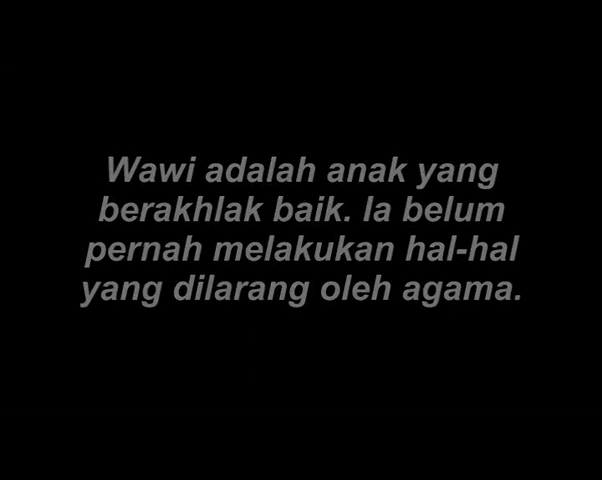 Wawi adalah anak yang
berakhlak baik. Ia belum
pernah melakukan hal-hal
yang dilarang oleh agama.